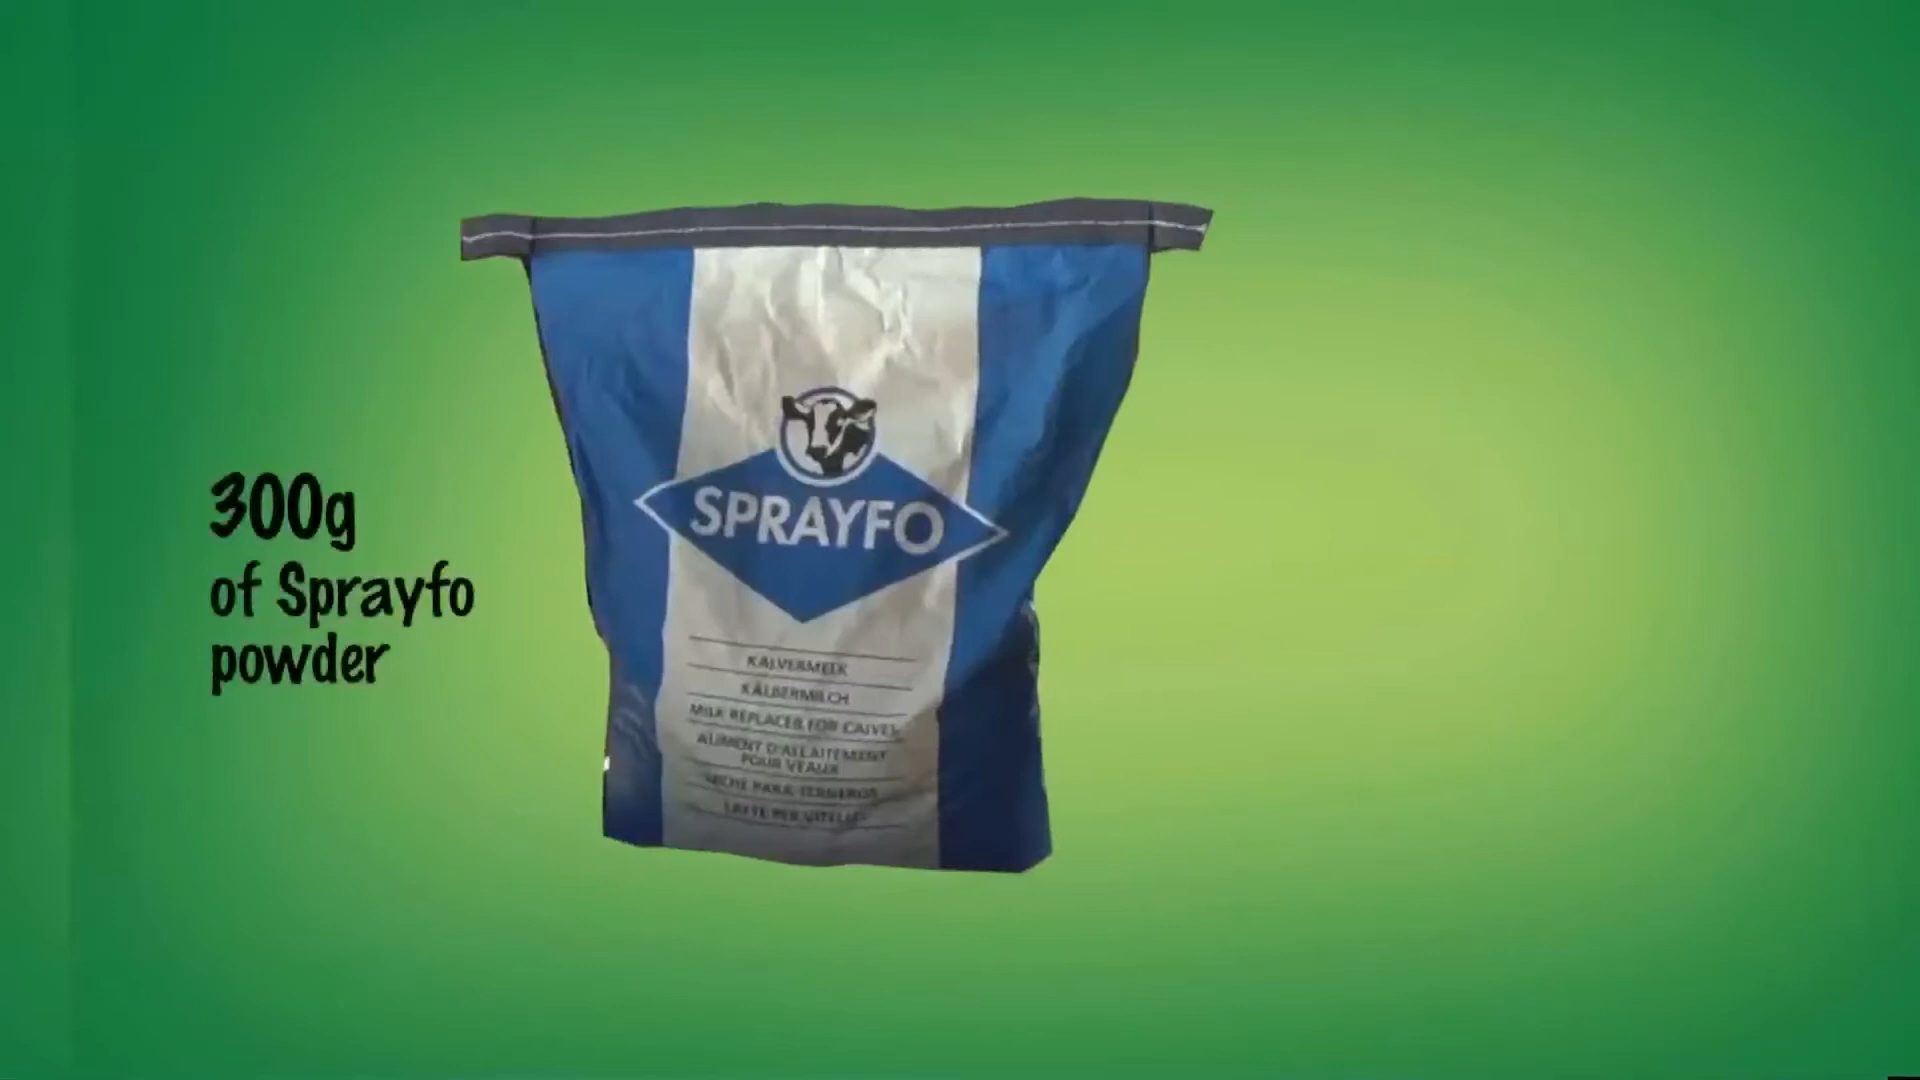 300g
of Sprayfo
powder
SPRAYFO
KALVERMELK
KÄLBERMILCH
MILK REPLACER FOR CALVES
ALIMENT D'ALLAITEMENT
POUR VEAUX
LECHE PARA TERNEROS
LATTE PER VITELLI